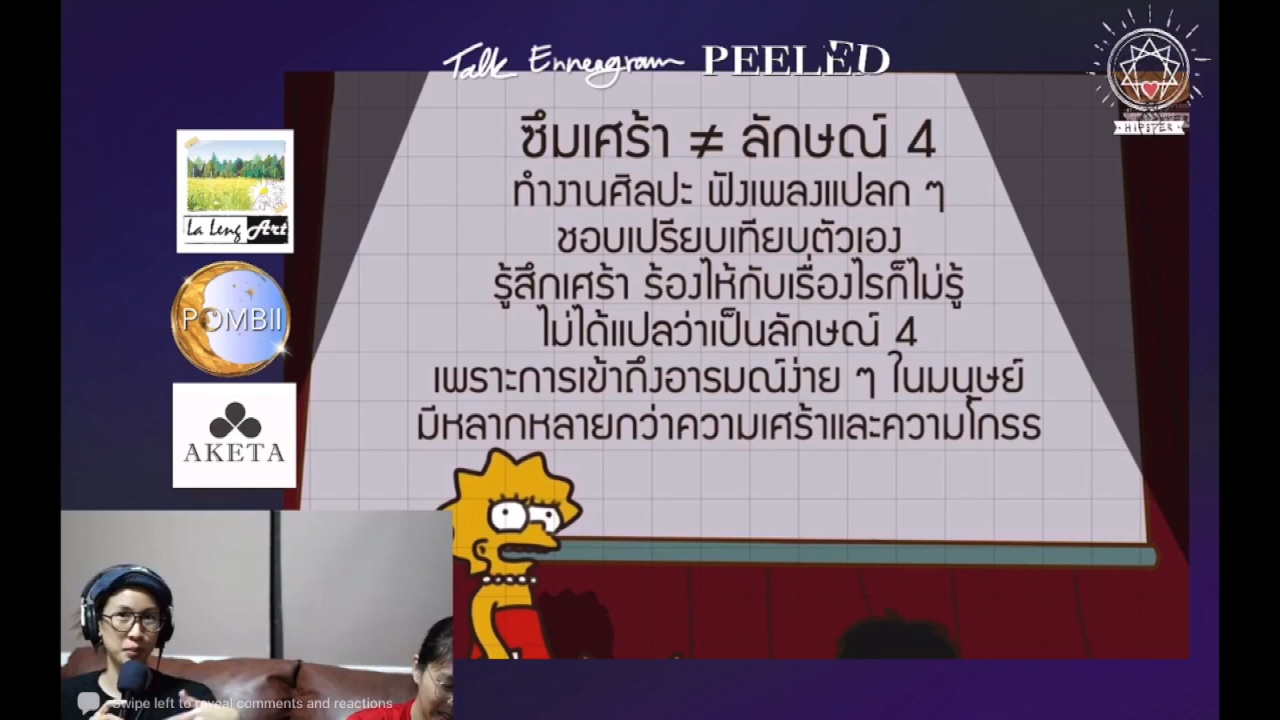 Talk Enneagram PEELED
HIPSTER
La Leng Art
POMBII
AKETA
ซึมเศร้า ≠ ลักษณ์ 4
ทำงานศิลปะ ฟังเพลงแปลก ๆ
ชอบเปรียบเทียบตัวเอง
รู้สึกเศร้า ร้องไห้กับเรื่องไรก็ไม่รู้
ไม่ได้แปลว่าเป็นลักษณ์ 4
เพราะการเข้าถึงอารมณ์ง่าย ๆ ในมนุษย์
มีหลากหลายกว่าความเศร้าและความโกรธ
Swipe left to reveal comments and reactions